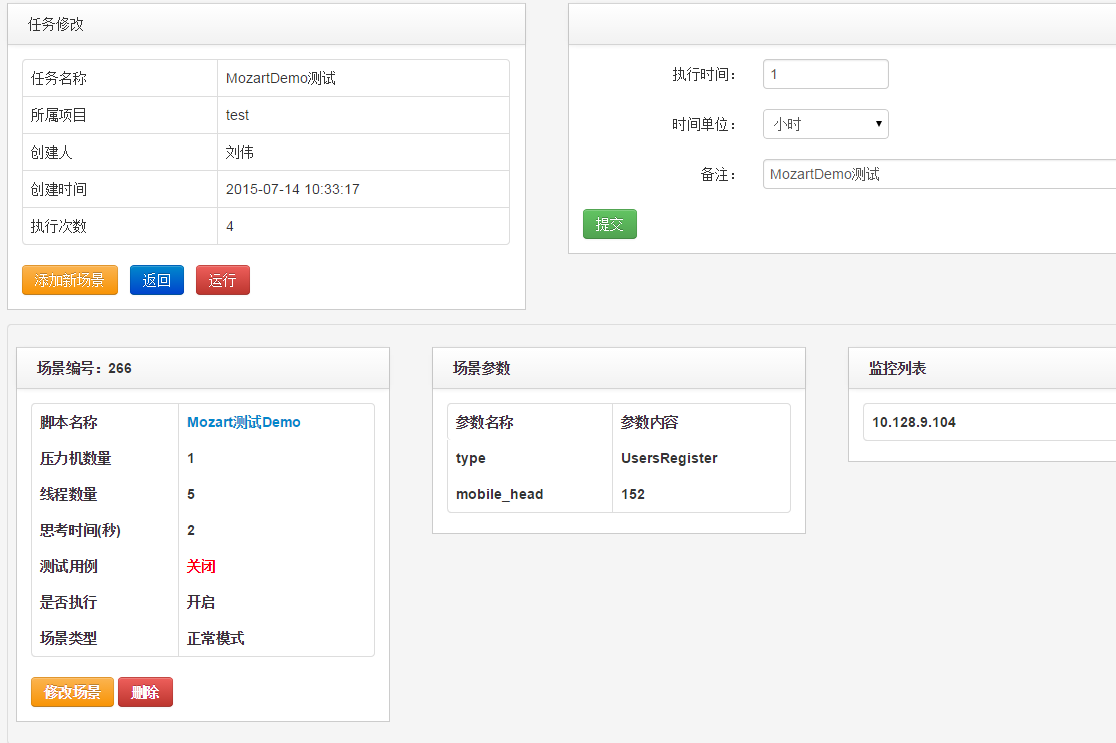 任务修改
任务名称 MozartDemo测试
所属项目 test
创建人 刘伟
创建时间 2015-07-14 10:33:17
执行次数 4
添加新场景 返回 运行
执行时间： 1
时间单位： 小时
备注： MozartDemo测试
提交
场景编号：266
脚本名称 Mozart测试Demo
压力机数量 1
线程数量 5
思考时间(秒) 2
测试用例 关闭
是否执行 开启
场景类型 正常模式
修改场景 删除
场景参数
参数名称 参数内容
type UsersRegister
mobile_head 152
监控列表
10.128.9.104